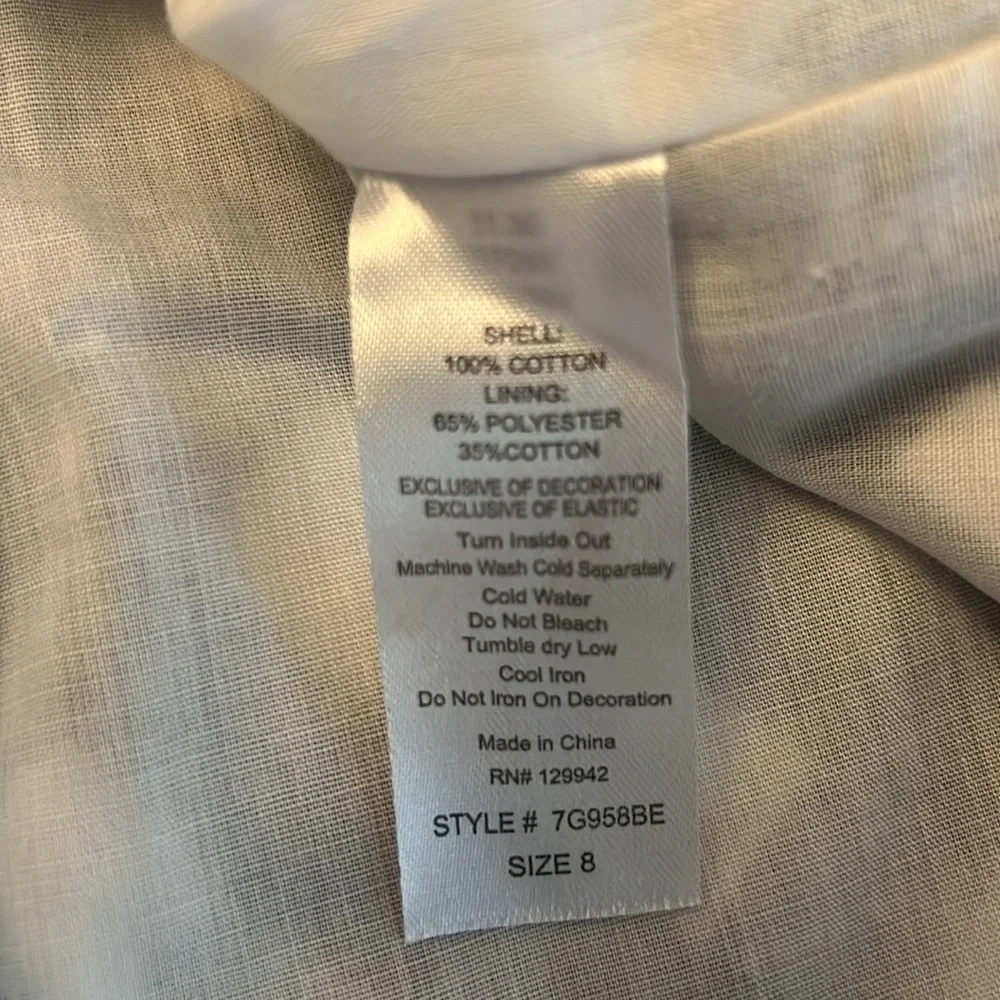 SHELL:
100% COTTON
LINING:
65% POLYESTER
35%COTTON
EXCLUSIVE OF DECORATION
EXCLUSIVE OF ELASTIC
Turn Inside Out
Machine Wash Cold Separately
Cold Water
Do Not Bleach
Tumble dry Low
Cool Iron
Do Not Iron On Decoration
Made in China
RN# 129942
STYLE # 7G958BE
SIZE 8